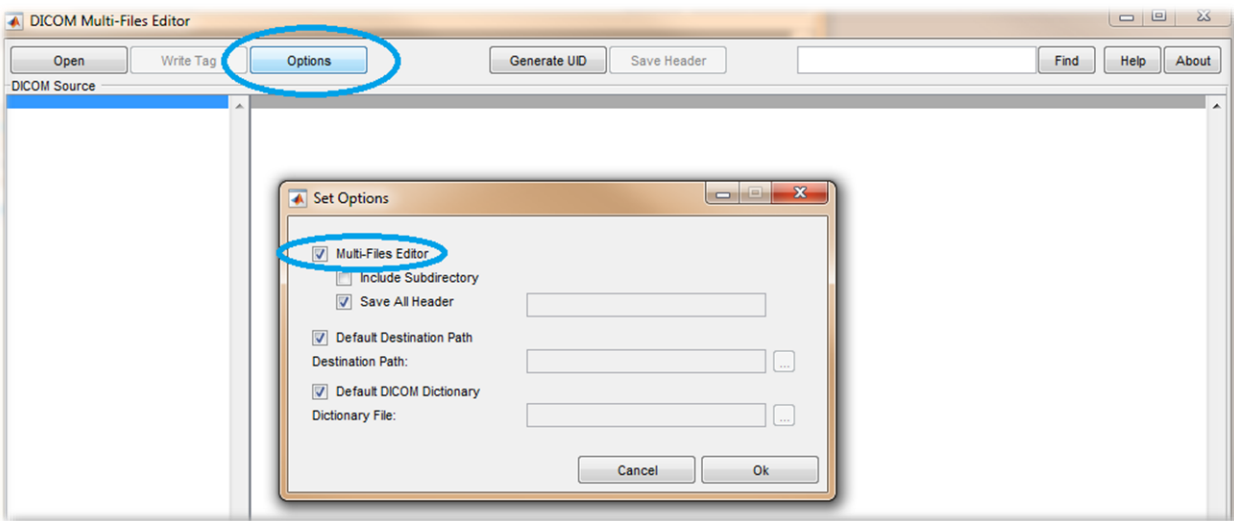 DICOM Multi-Files Editor
Open Write Tag Options Generate UID Save Header Find Help About
DICOM Source
Set Options
Multi-Files Editor
Include Subdirectory
Save All Header
Default Destination Path
Destination Path: ...
Default DICOM Dictionary
Dictionary File: ...
Cancel Ok